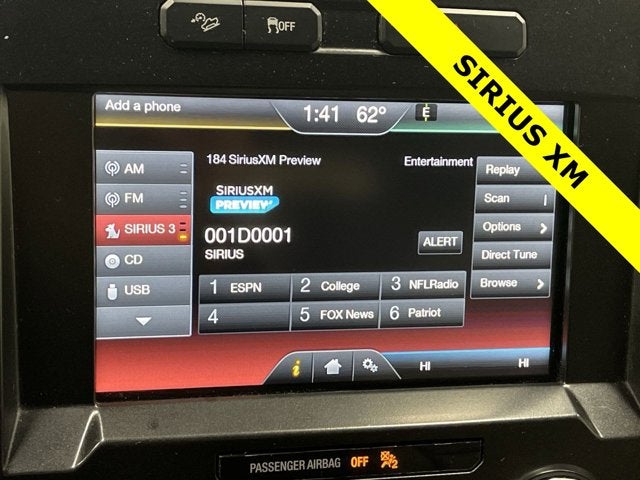 OFF
SIRIUS XM
Add a phone
1:41 62° E
184 SiriusXM Preview Entertainment
AM
FM
SIRIUS 3
CD
USB
SIRIUSXM
PREVIEW
001D0001
SIRIUS
ALERT
Replay
Scan
Options
Direct Tune
Browse
1 ESPN 2 College 3 NFLRadio
4 5 FOX News 6 Patriot
i HI HI
PASSENGER AIRBAG OFF 2